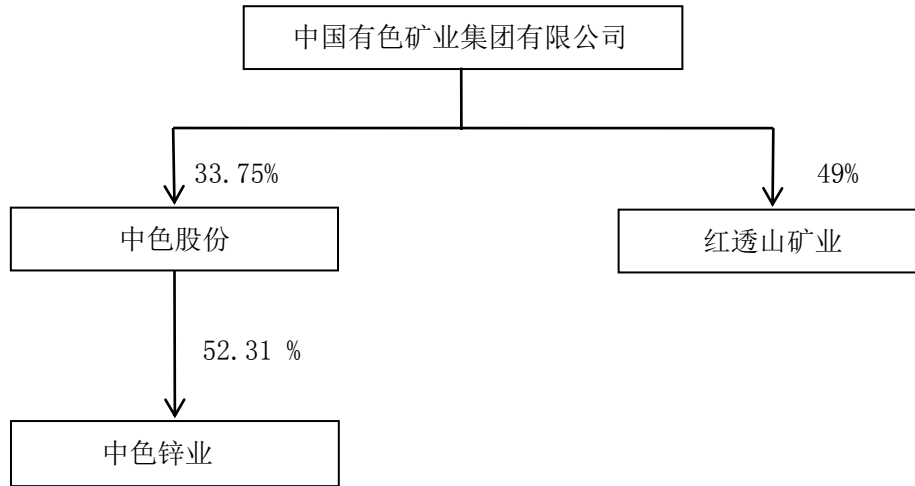 中国有色矿业集团有限公司
33.75%
49%
中色股份
红透山矿业
52.31 %
中色锌业